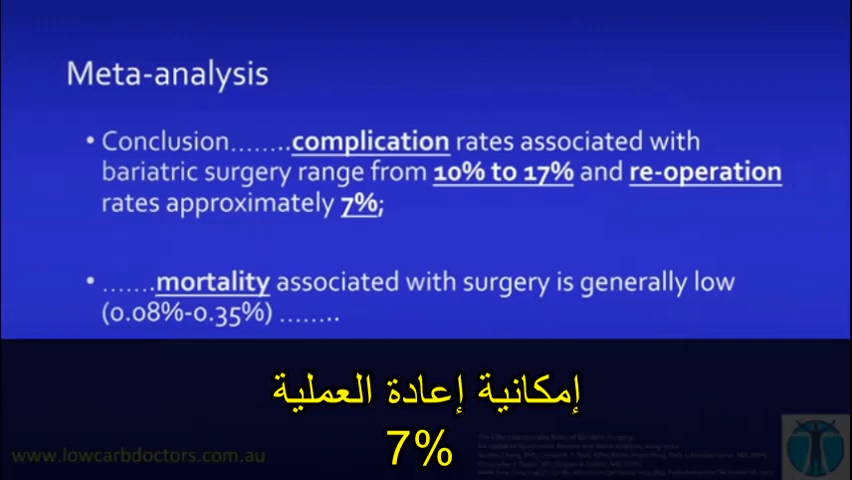 Meta-analysis
• Conclusion........complication rates associated with
bariatric surgery range from 10% to 17% and re-operation
rates approximately 7%;
• .......mortality associated with surgery is generally low
(0.08%-0.35%) ........
إمكانية إعادة العملية
7%
www.lowcarbdoctors.com.au